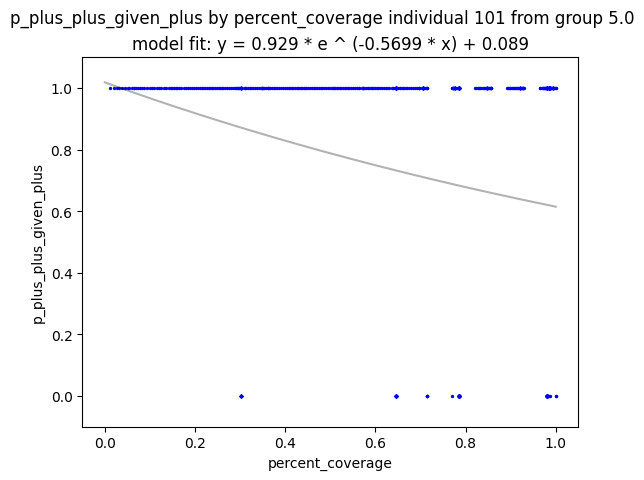 p_plus_plus_given_plus by percent_coverage individual 101 from group 5.0
model fit: y = 0.929 * e ^ (-0.5699 * x) + 0.089
1.0
0.8
0.6
0.4
0.2
0.0
p_plus_plus_given_plus
0.0 0.2 0.4 0.6 0.8 1.0
percent_coverage